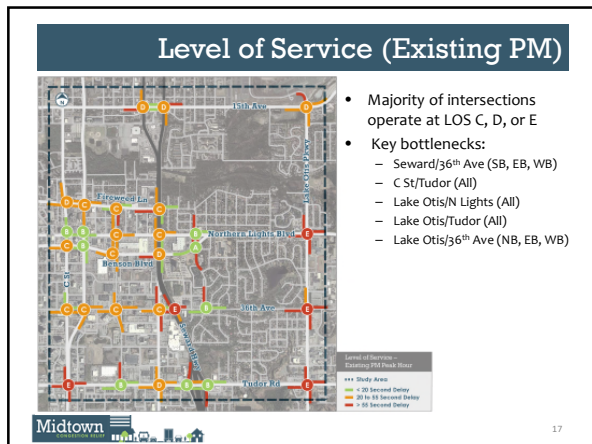 Level of Service (Existing PM)
N
D
D
15th Ave
D
Lake Otis Pkwy
Fireweed Ln
D
C
C
C
B
B
C
C
B
Northern Lights Blvd
E
C
B
A
C
D
Benson Blvd
C St
C
C
C
C
E
B
36th Ave
E
Seward Hwy
E
B
D
B
B
Tudor Rd
E
• Majority of intersections
operate at LOS C, D, or E
• Key bottlenecks:
– Seward/36th Ave (SB, EB, WB)
– C St/Tudor (All)
– Lake Otis/N Lights (All)
– Lake Otis/Tudor (All)
– Lake Otis/36th Ave (NB, EB, WB)
Level of Service –
Existing PM Peak Hour
Study Area
< 20 Second Delay
20 to 55 Second Delay
> 55 Second Delay
Midtown
CONGESTION RELIEF
17